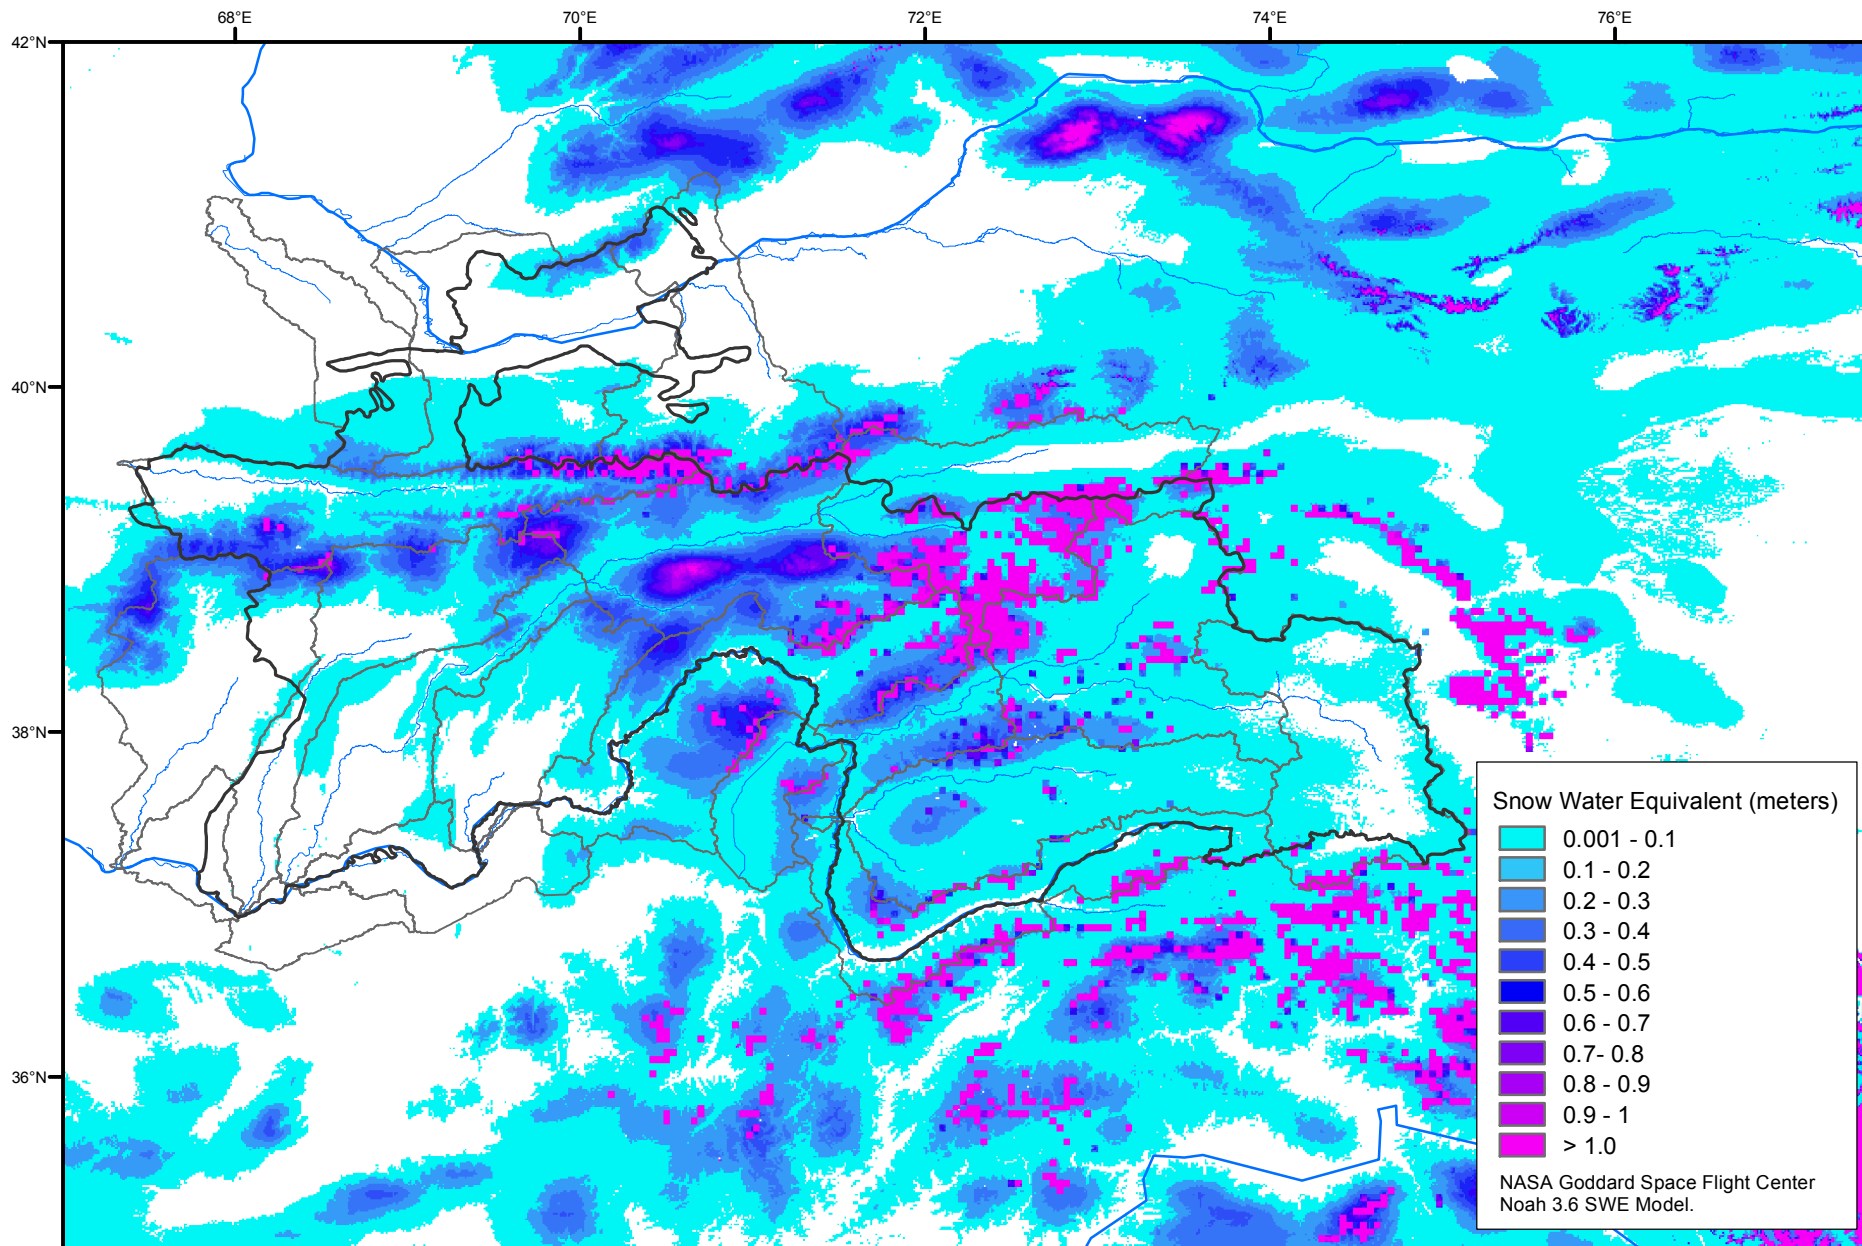 68°E
70°E
72°E
74°E
76°E
42°N
40°N
38°N
36°N
Snow Water Equivalent (meters)
0.001 - 0.1
0.1 - 0.2
0.2 - 0.3
0.3 - 0.4
0.4 - 0.5
0.5 - 0.6
0.6 - 0.7
0.7- 0.8
0.8 - 0.9
0.9 - 1
> 1.0
NASA Goddard Space Flight Center
Noah 3.6 SWE Model.